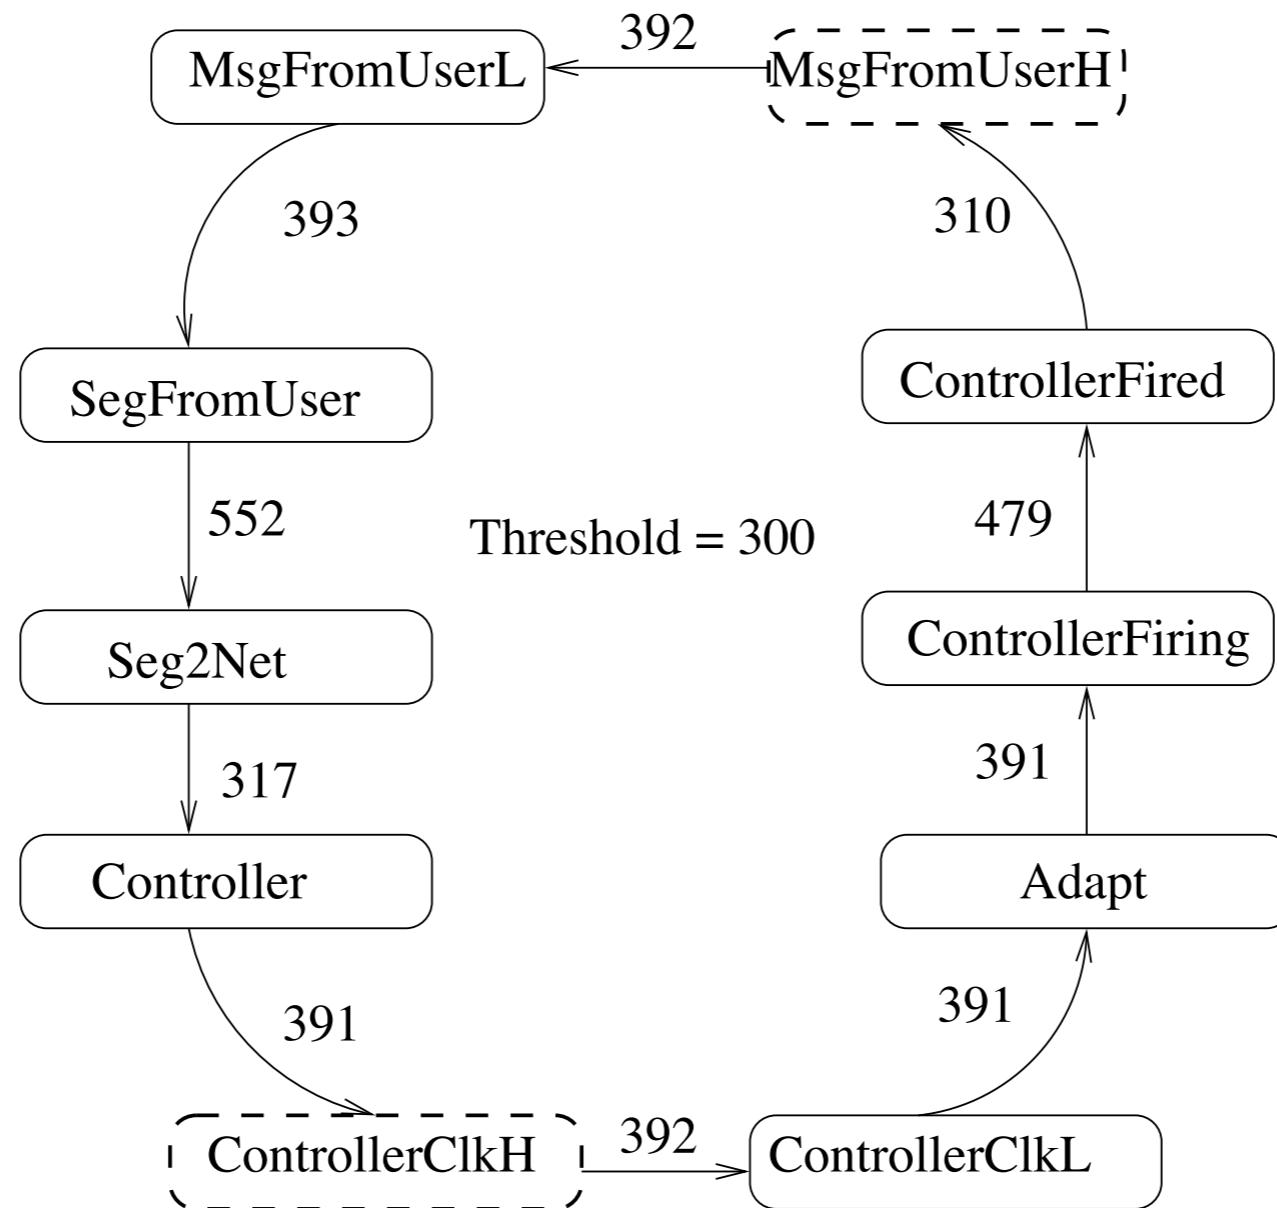 392
MsgFromUserL
MsgFromUserH
393
310
SegFromUser
ControllerFired
552
Threshold = 300
479
Seg2Net
ControllerFiring
317
391
Controller
Adapt
391
391
ControllerClkH
392
ControllerClkL